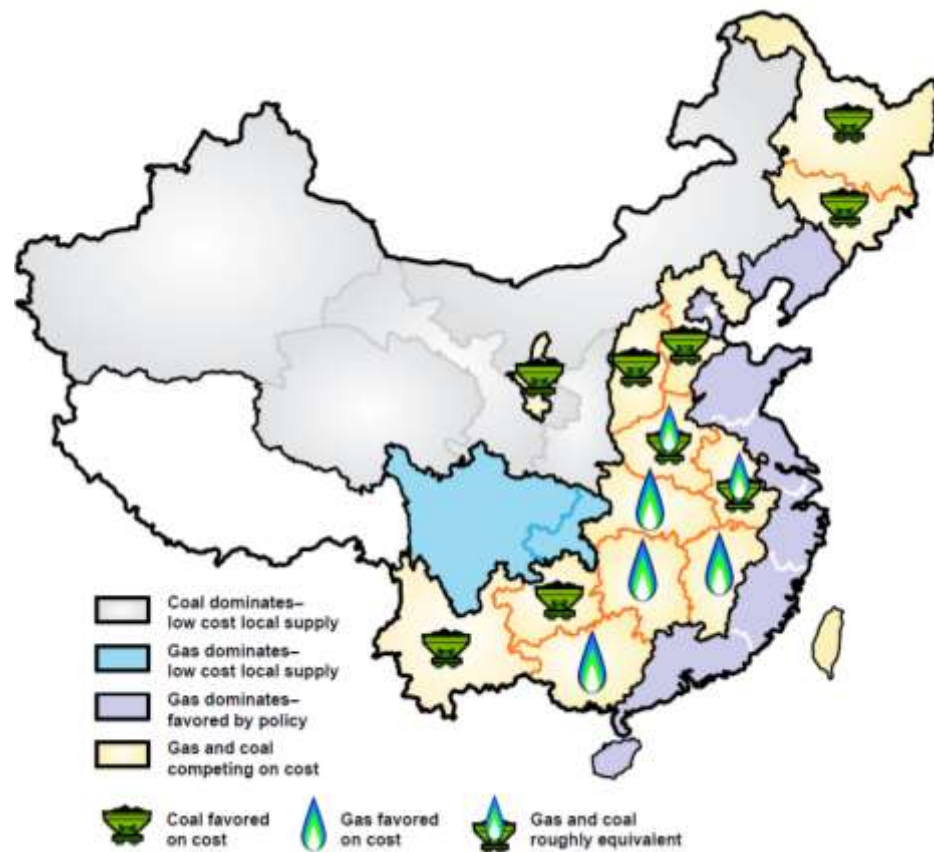 Coal dominates–
low cost local supply
Gas dominates–
low cost local supply
Gas dominates–
favored by policy
Gas and coal
competing on cost
Coal favored
on cost
Gas favored
on cost
Gas and coal
roughly equivalent